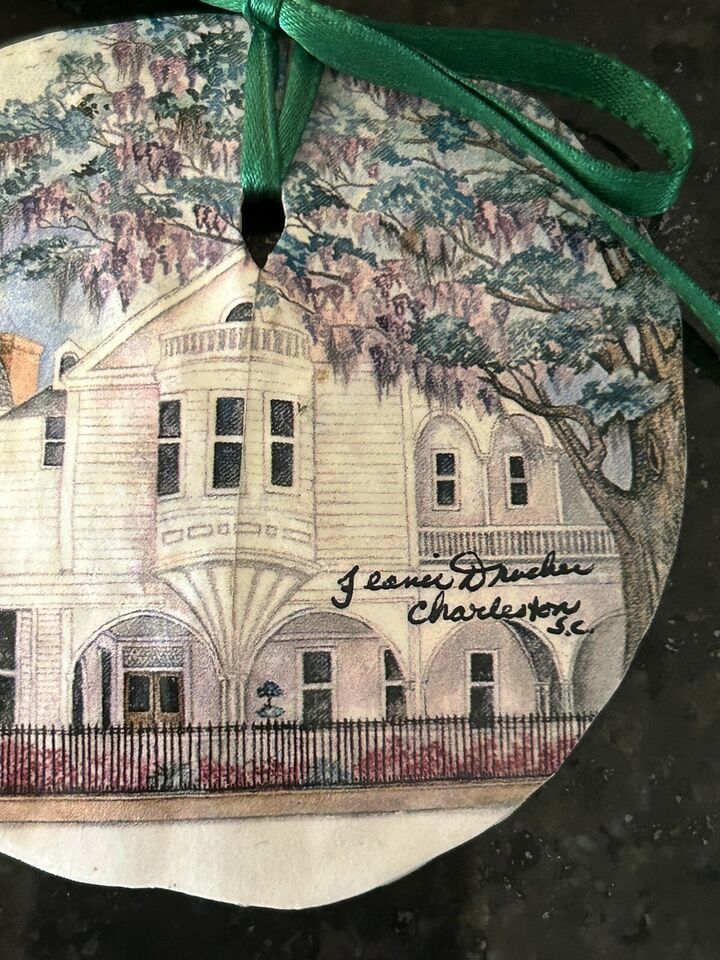 Jeanie Drucker
Charleston
S.C.